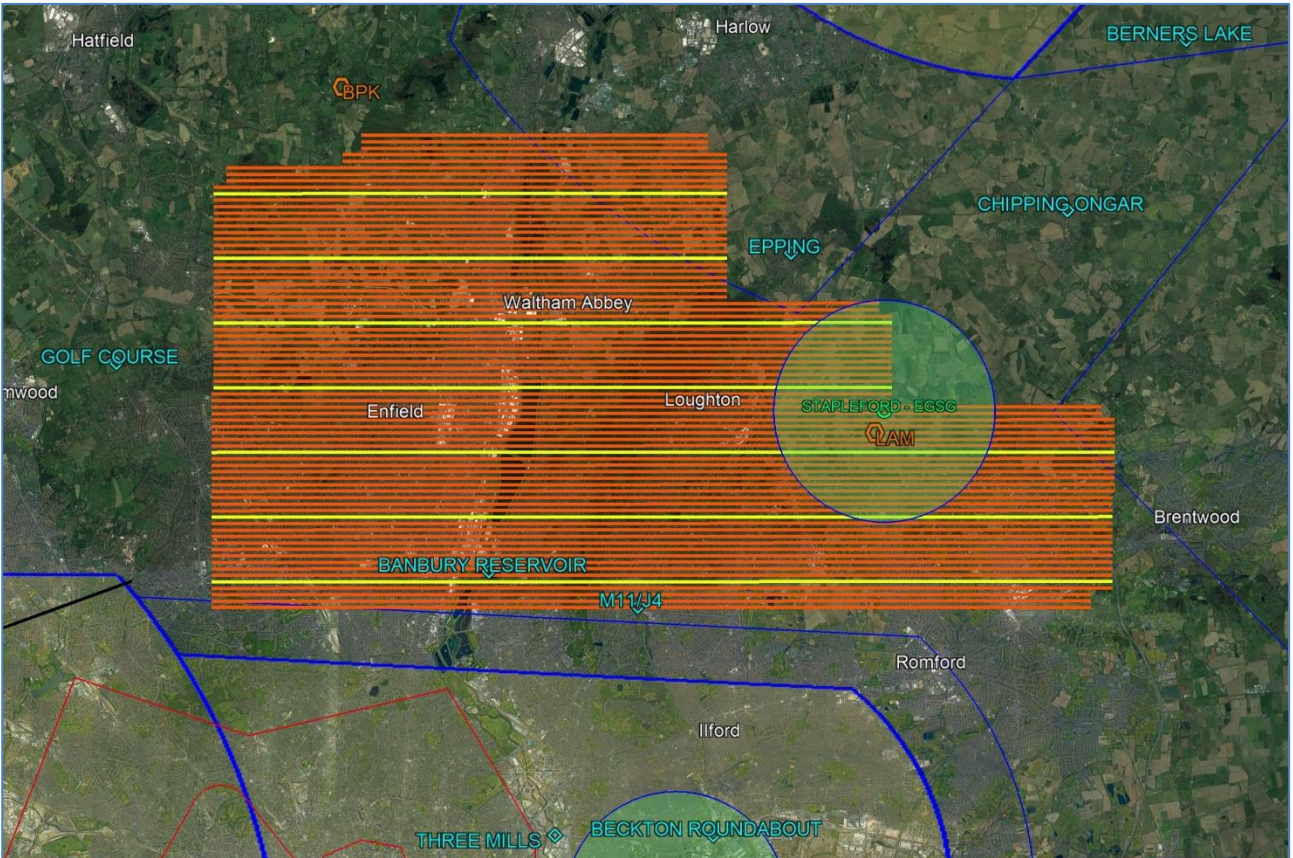 Hatfield
Harlow
BERNERS LAKE
BPK
CHIPPING ONGAR
EPPING
Waltham Abbey
GOLF COURSE
mwood
Enfield
Loughton
STAPLEFORD - EGSG
LAM
Brentwood
BANBURY RESERVOIR
M11/J4
Romford
Ilford
THREE MILLS
BECKTON ROUNDABOUT